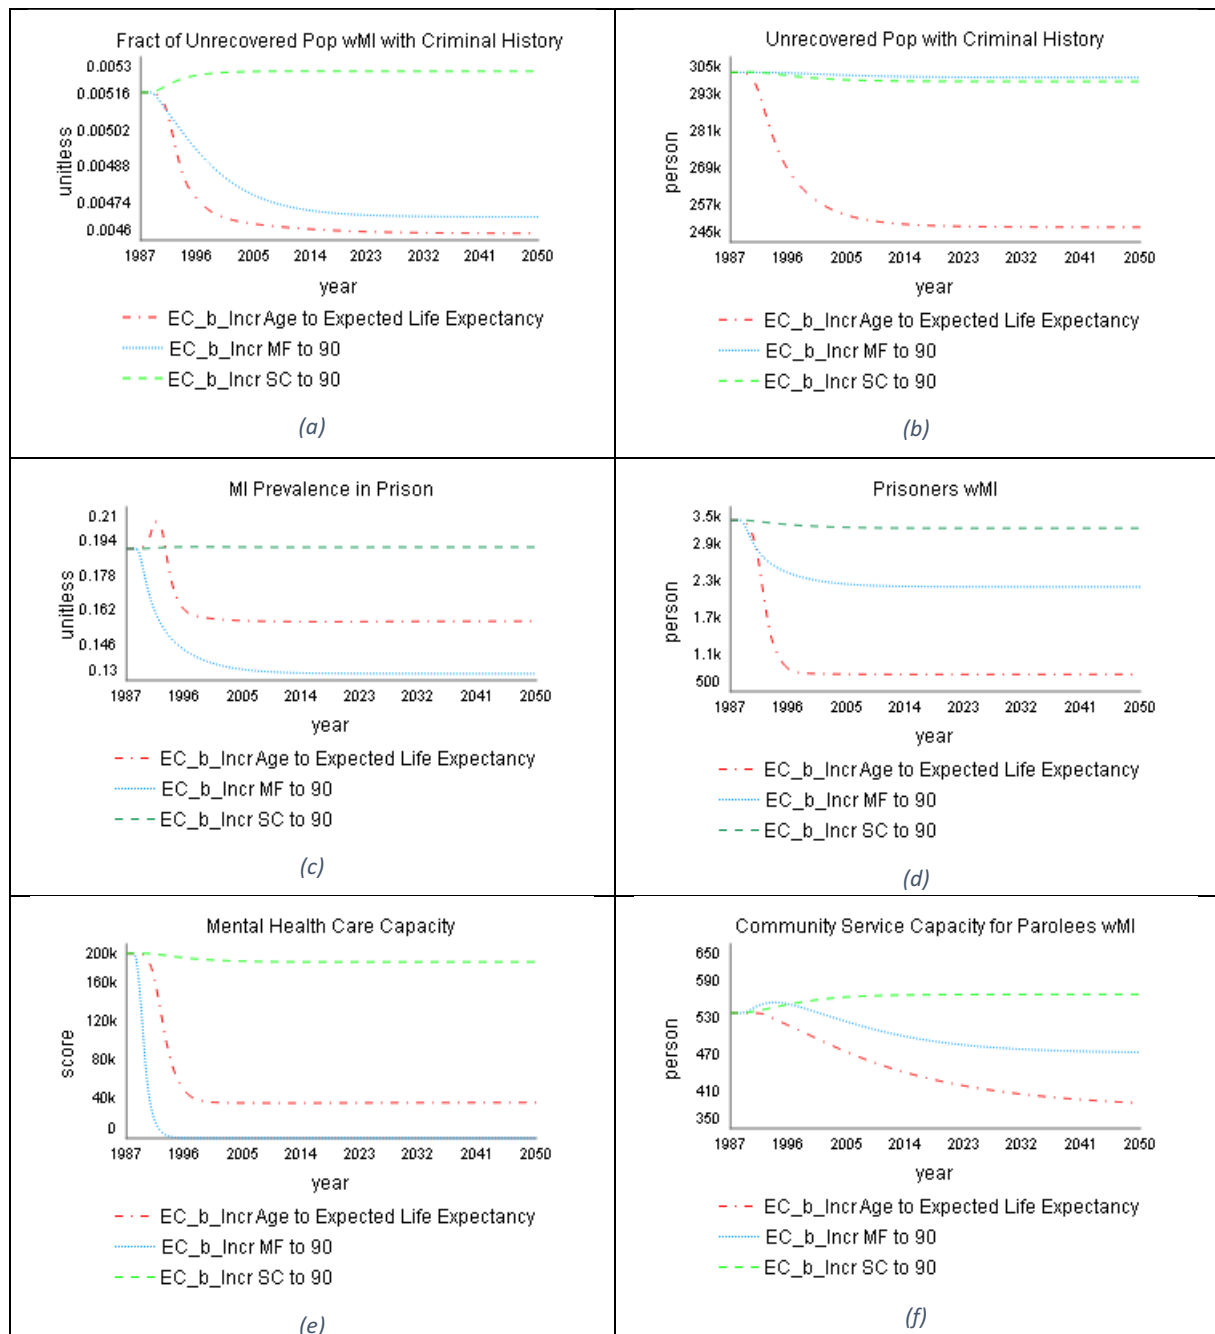 Fract of Unrecovered Pop wMI with Criminal History
0.0053
0.00516
0.00502
0.00488
0.00474
0.0046
unitless
1987 1996 2005 2014 2023 2032 2041 2050
year
EC_b_Incr Age to Expected Life Expectancy
EC_b_Incr MF to 90
EC_b_Incr SC to 90
(a)
Unrecovered Pop with Criminal History
305k
293k
281k
269k
257k
245k
person
1987 1996 2005 2014 2023 2032 2041 2050
year
EC_b_Incr Age to Expected Life Expectancy
EC_b_Incr MF to 90
EC_b_Incr SC to 90
(b)
MI Prevalence in Prison
0.21
0.194
0.178
0.162
0.146
0.13
unitless
1987 1996 2005 2014 2023 2032 2041 2050
year
EC_b_Incr Age to Expected Life Expectancy
EC_b_Incr MF to 90
EC_b_Incr SC to 90
(c)
Prisoners wMI
3.5k
2.9k
2.3k
1.7k
1.1k
500
person
1987 1996 2005 2014 2023 2032 2041 2050
year
EC_b_Incr Age to Expected Life Expectancy
EC_b_Incr MF to 90
EC_b_Incr SC to 90
(d)
Mental Health Care Capacity
200k
160k
120k
80k
40k
0
score
1987 1996 2005 2014 2023 2032 2041 2050
year
EC_b_Incr Age to Expected Life Expectancy
EC_b_Incr MF to 90
EC_b_Incr SC to 90
(e)
Community Service Capacity for Parolees wMI
650
590
530
470
410
350
person
1987 1996 2005 2014 2023 2032 2041 2050
year
EC_b_Incr Age to Expected Life Expectancy
EC_b_Incr MF to 90
EC_b_Incr SC to 90
(f)